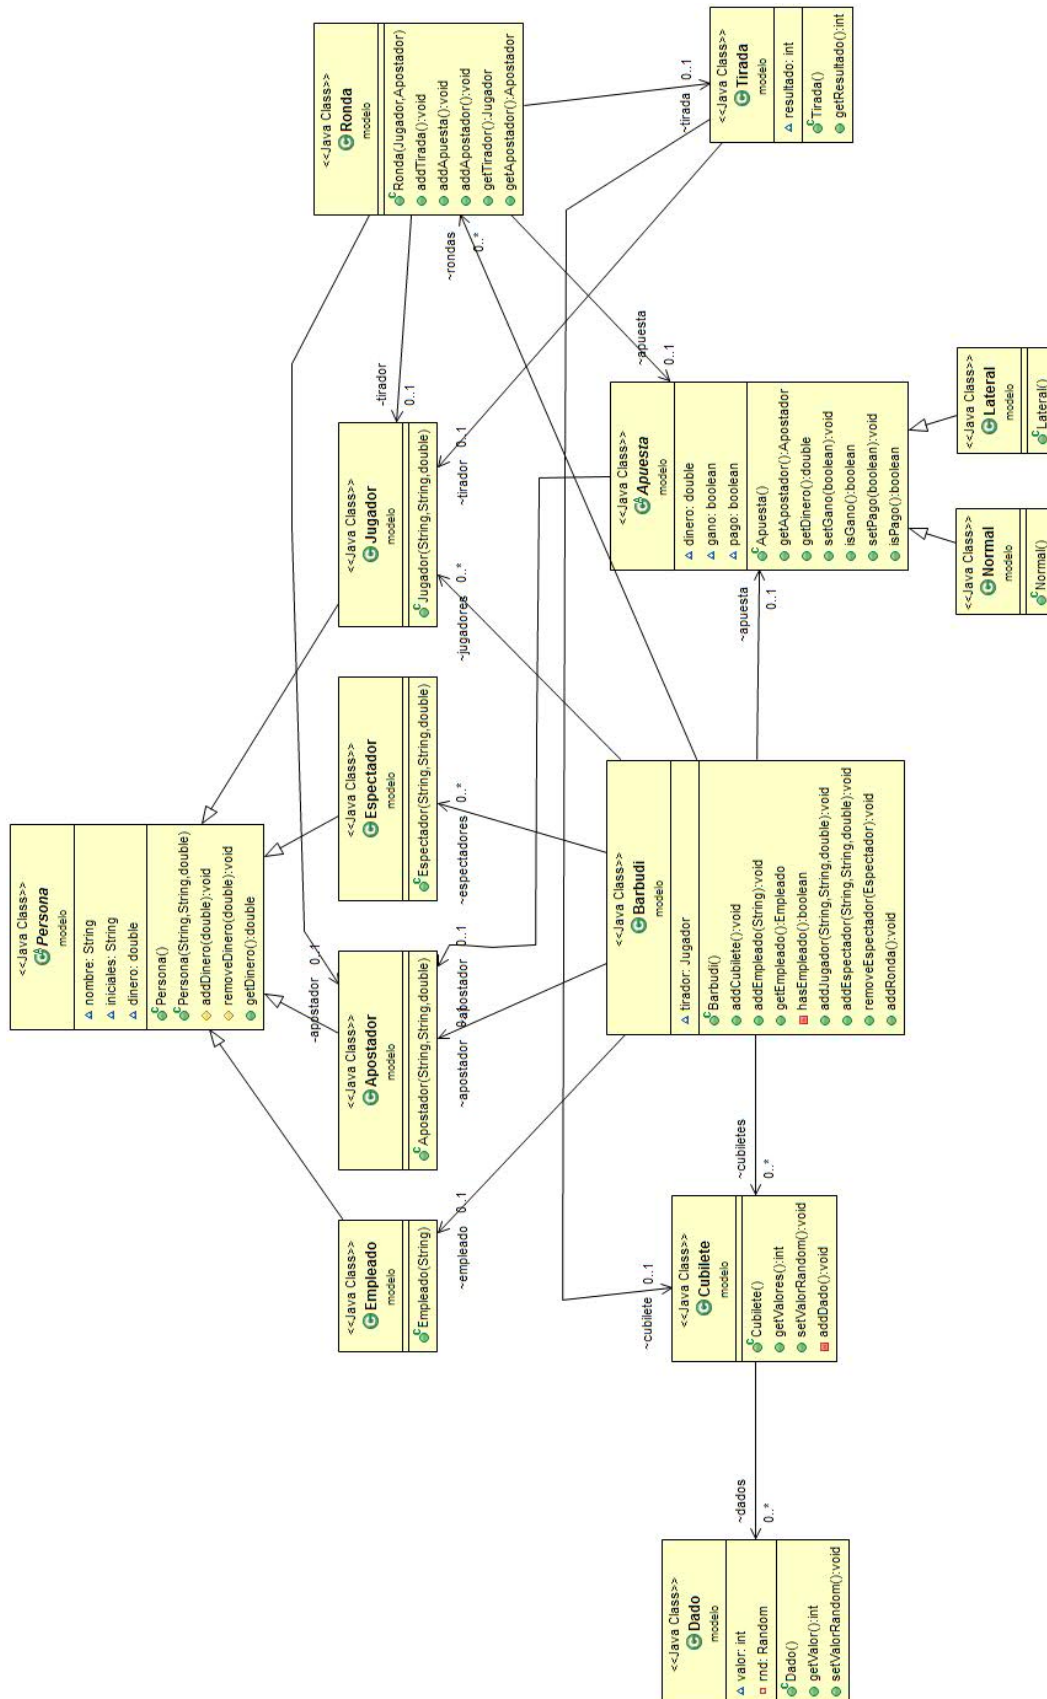 <<Java Class>>
Persona
modelo
nombre: String
iniciales: String
dinero: double
Persona()
Persona(String,String,double)
addDinero(double):void
removeDinero(double):void
getDinero():double
<<Java Class>>
Ronda
modelo
Ronda(Jugador,Apostador)
addTirada():void
addApuesta():void
addApostador():void
getTirador():Jugador
getApostador():Apostador
<<Java Class>>
Empleado
modelo
Empleado(String)
<<Java Class>>
Apostador
modelo
Apostador(String,String,double)
<<Java Class>>
Espectador
modelo
Espectador(String,String,double)
<<Java Class>>
Jugador
modelo
Jugador(String,String,double)
-apostador 0..1
-tirador
0..1
~rondas
0..*
~tirada 0..1
~empleado 0..1
~apostador
~apostador 0..1
~espectadores 0..*
~jugadores 0..*
~tirador 0..1
<<Java Class>>
Tirada
modelo
resultado: int
Tirada()
getResultado():int
<<Java Class>>
Dado
modelo
valor: int
rnd: Random
Dado()
getValor():int
setValorRandom():void
~dados
0..*
~cubilete 0..1
<<Java Class>>
Cubilete
modelo
Cubilete()
getValores():int
setValorRandom():void
addDado():void
~cubiletes
0..*
<<Java Class>>
Barbudi
modelo
tirador: Jugador
Barbudi()
addCubilete():void
addEmpleado(String):void
getEmpleado():Empleado
hasEmpleado():boolean
addJugador(String,String,double):void
addEspectador(String,String,double):void
removeEspectador(Espectador):void
addRonda():void
~apuesta
0..1
~apuesta
0..1
<<Java Class>>
Apuesta
modelo
dinero: double
gano: boolean
pago: boolean
Apuesta()
getApostador():Apostador
getDinero():double
setGano(boolean):void
isGano():boolean
setPago(boolean):void
isPago():boolean
<<Java Class>>
Normal
modelo
Normal()
<<Java Class>>
Lateral
modelo
Lateral()